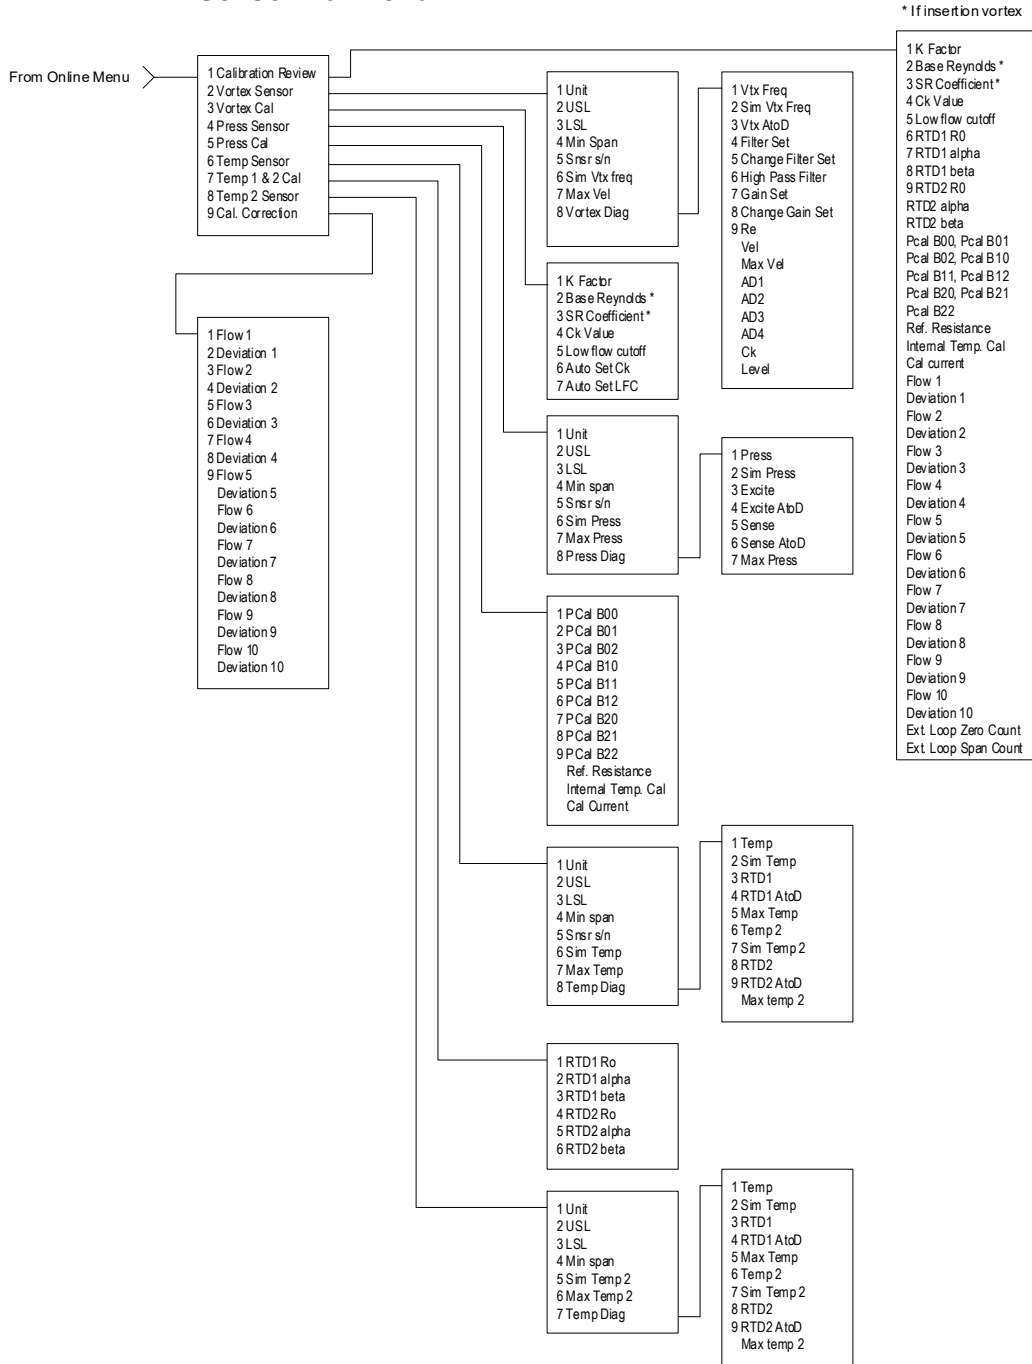 * If insertion vortex
From Online Menu
1 Calibration Review
2 Vortex Sensor
3 Vortex Cal
4 Press Sensor
5 Press Cal
6 Temp Sensor
7 Temp 1 & 2 Cal
8 Temp 2 Sensor
9 Cal. Correction
1 Flow 1
2 Deviation 1
3 Flow 2
4 Deviation 2
5 Flow 3
6 Deviation 3
7 Flow 4
8 Deviation 4
9 Flow 5
Deviation 5
Flow 6
Deviation 6
Flow 7
Deviation 7
Flow 8
Deviation 8
Flow 9
Deviation 9
Flow 10
Deviation 10
1 Unit
2 USL
3 LSL
4 Min Span
5 Snsr s/n
6 Sim Vtx freq
7 Max Vel
8 Vortex Diag
1 Vtx Freq
2 Sim Vtx Freq
3 Vtx AtoD
4 Filter Set
5 Change Filter Set
6 High Pass Filter
7 Gain Set
8 Change Gain Set
9 Re
Vel
Max Vel
AD1
AD2
AD3
AD4
Ck
Level
1 K Factor
2 Base Reynolds *
3 SR Coefficient *
4 Ck Value
5 Low flow cutoff
6 Auto Set Ck
7 Auto Set LFC
1 Unit
2 USL
3 LSL
4 Min span
5 Snsr s/n
6 Sim Press
7 Max Press
8 Press Diag
1 Press
2 Sim Press
3 Excite
4 Excite AtoD
5 Sense
6 Sense AtoD
7 Max Press
1 PCal B00
2 PCal B01
3 PCal B02
4 PCal B10
5 PCal B11
6 PCal B12
7 PCal B20
8 PCal B21
9 PCal B22
Ref. Resistance
Internal Temp. Cal
Cal Current
1 Unit
2 USL
3 LSL
4 Min span
5 Snsr s/n
6 Sim Temp
7 Max Temp
8 Temp Diag
1 Temp
2 Sim Temp
3 RTD1
4 RTD1 AtoD
5 Max Temp
6 Temp 2
7 Sim Temp 2
8 RTD2
9 RTD2 AtoD
Max temp 2
1 RTD1 Ro
2 RTD1 alpha
3 RTD1 beta
4 RTD2 Ro
5 RTD2 alpha
6 RTD2 beta
1 Unit
2 USL
3 LSL
4 Min span
5 Sim Temp 2
6 Max Temp 2
7 Temp Diag
1 Temp
2 Sim Temp
3 RTD1
4 RTD1 AtoD
5 Max Temp
6 Temp 2
7 Sim Temp 2
8 RTD2
9 RTD2 AtoD
Max temp 2
1 K Factor
2 Base Reynolds *
3 SR Coefficient *
4 Ck Value
5 Low flow cutoff
6 RTD1 R0
7 RTD1 alpha
8 RTD1 beta
9 RTD2 R0
RTD2 alpha
RTD2 beta
Pcal B00, Pcal B01
Pcal B02, Pcal B10
Pcal B11, Pcal B12
Pcal B20, Pcal B21
Pcal B22
Ref. Resistance
Internal Temp. Cal
Cal current
Flow 1
Deviation 1
Flow 2
Deviation 2
Flow 3
Deviation 3
Flow 4
Deviation 4
Flow 5
Deviation 5
Flow 6
Deviation 6
Flow 7
Deviation 7
Flow 8
Deviation 8
Flow 9
Deviation 9
Flow 10
Deviation 10
Ext. Loop Zero Count
Ext. Loop Span Count